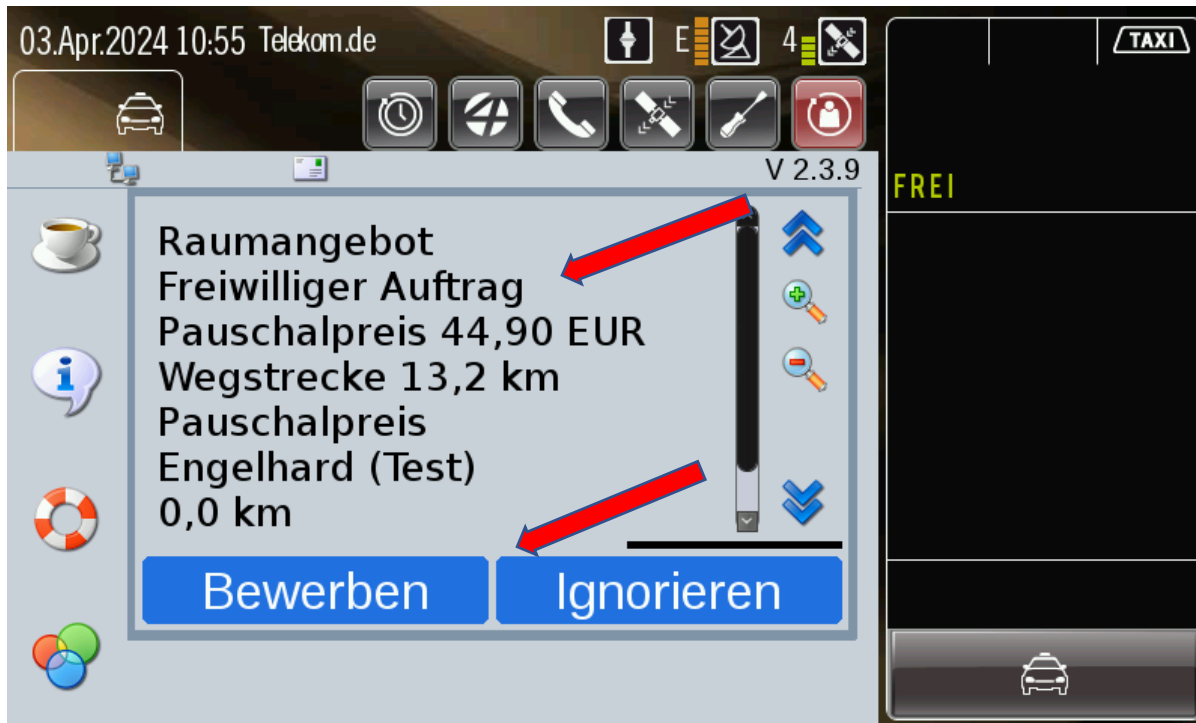 03.Apr.2024 10:55 Telekom.de
E
4
TAXI
V 2.3.9
FREI
Raumangebot
Freiwilliger Auftrag
Pauschalpreis 44,90 EUR
Wegstrecke 13,2 km
Pauschalpreis
Engelhard (Test)
0,0 km
Bewerben
Ignorieren